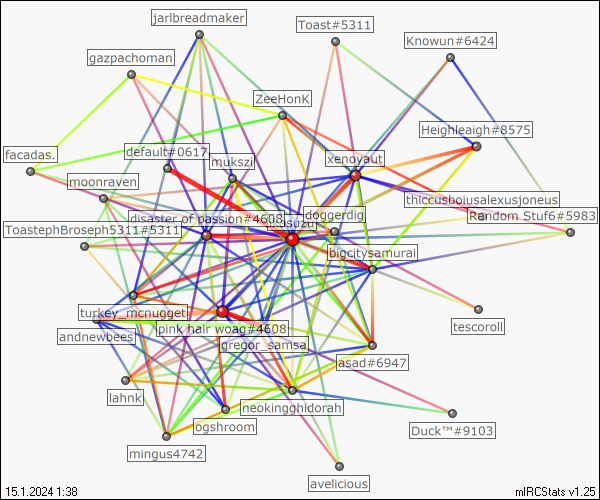 jarlbreadmaker
Toast#5311
Knowun#6424
gazpachoman
ZeeHonK
Heighleigh#8575
facadas.
default#0617
mukszi
xenoyaut
moonraven
thiccusboiusalexusjoneus
disaster of passion#4608
doggerdig
Random Stuf6#5983
ToastephBroseph5311#5311
bigcitysamurai
turkey_mcnugget
andnewbees
pink hair woag#4608
gregor_samsa
tescoroll
asad#6947
lahnk
neokingghidorah
ogshroom
Duck™#9103
mingus4742
avelicious
15.1.2024 1:38
mIRCStats v1.25